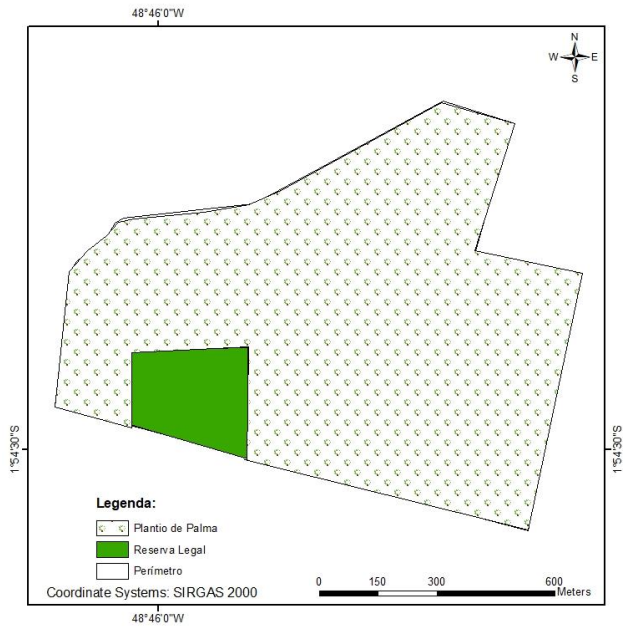 48°46'0"W
N
W E
S
1°54'30"S
1°54'30"S
Legenda:
Plantio de Palma
Reserva Legal
Perímetro
Coordinate Systems: SIRGAS 2000
0 150 300 600
Meters
48°46'0"W